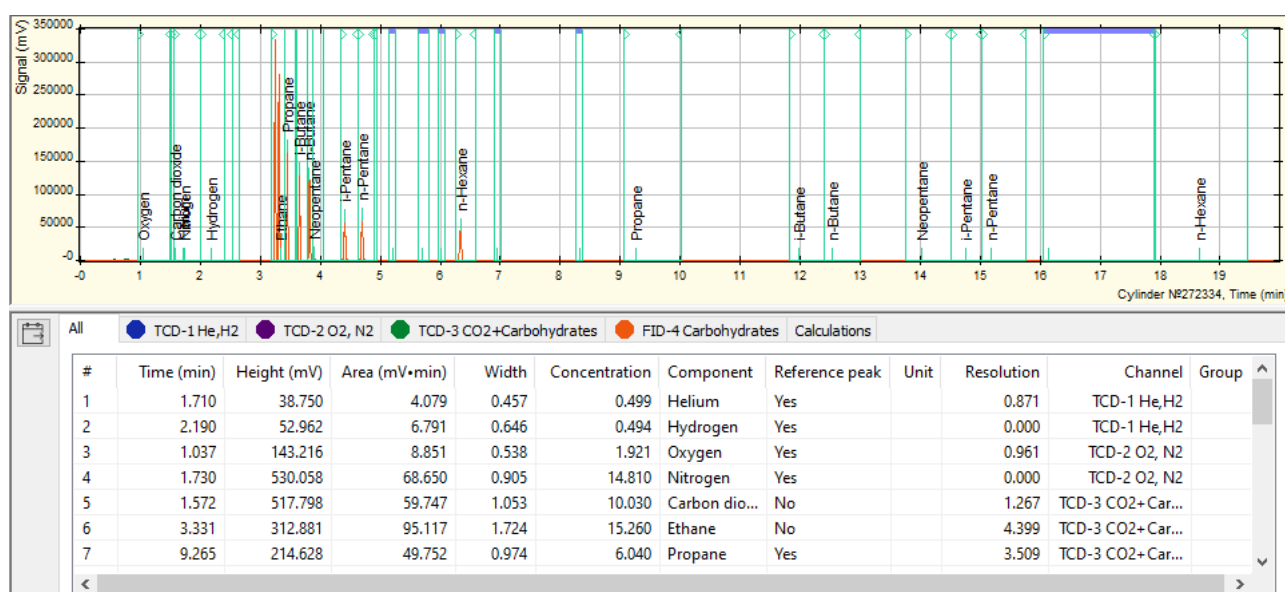 Signal (mV)
350000
300000
250000
200000
150000
100000
50000
-0
Oxygen
Carbon dioxide
Hydrogen
Ethane
Propane
i-Butane
n-Butane
Neopentane
i-Pentane
n-Pentane
n-Hexane
Propane
i-Butane
n-Butane
Neopentane
i-Pentane
n-Pentane
n-Hexane
-0 1 2 3 4 5 6 7 8 9 10 11 12 13 14 15 16 17 18 19
Cylinder №272334, Time (min)
All TCD-1 He,H2 TCD-2 O2, N2 TCD-3 CO2+Carbohydrates FID-4 Carbohydrates Calculations
# Time (min) Height (mV) Area (mV•min) Width Concentration Component Reference peak Unit Resolution Channel Group
1 1.710 38.750 4.079 0.457 0.499 Helium Yes 0.871 TCD-1 He,H2
2 2.190 52.962 6.791 0.646 0.494 Hydrogen Yes 0.000 TCD-1 He,H2
3 1.037 143.216 8.851 0.538 1.921 Oxygen Yes 0.961 TCD-2 O2, N2
4 1.730 530.058 68.650 0.905 14.810 Nitrogen Yes 0.000 TCD-2 O2, N2
5 1.572 517.798 59.747 1.053 10.030 Carbon dio... No 1.267 TCD-3 CO2+Car...
6 3.331 312.881 95.117 1.724 15.260 Ethane No 4.399 TCD-3 CO2+Car...
7 9.265 214.628 49.752 0.974 6.040 Propane Yes 3.509 TCD-3 CO2+Car...